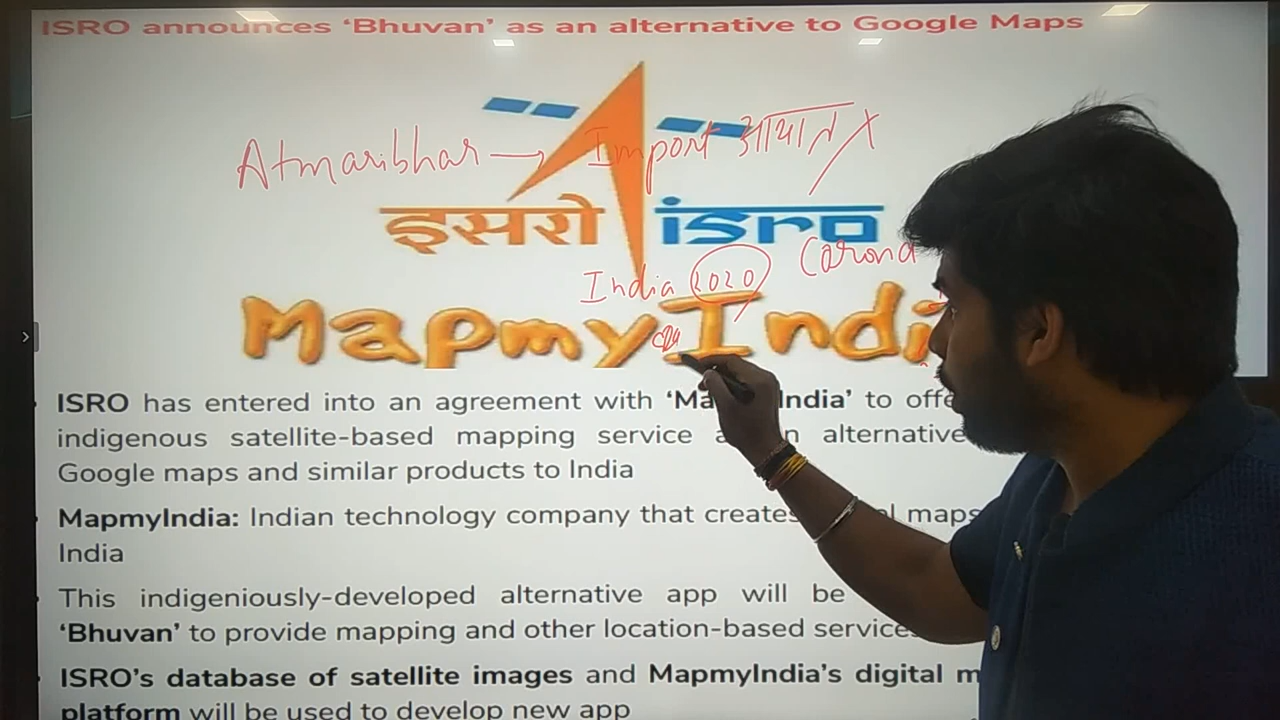 ISRO announces ‘Bhuvan’ as an alternative to Google Maps
Atmaribhar → Import आयात X
इसरो isro
India 2020 Carona
MapmyIndi
ISRO has entered into an agreement with ‘Ma India’ to offe
indigenous satellite-based mapping service a n alternative
Google maps and similar products to India
MapmyIndia: Indian technology company that creates l maps
India
This indigeniously-developed alternative app will be
‘Bhuvan’ to provide mapping and other location-based services
ISRO’s database of satellite images and MapmyIndia’s digital m
platform will be used to develop new app